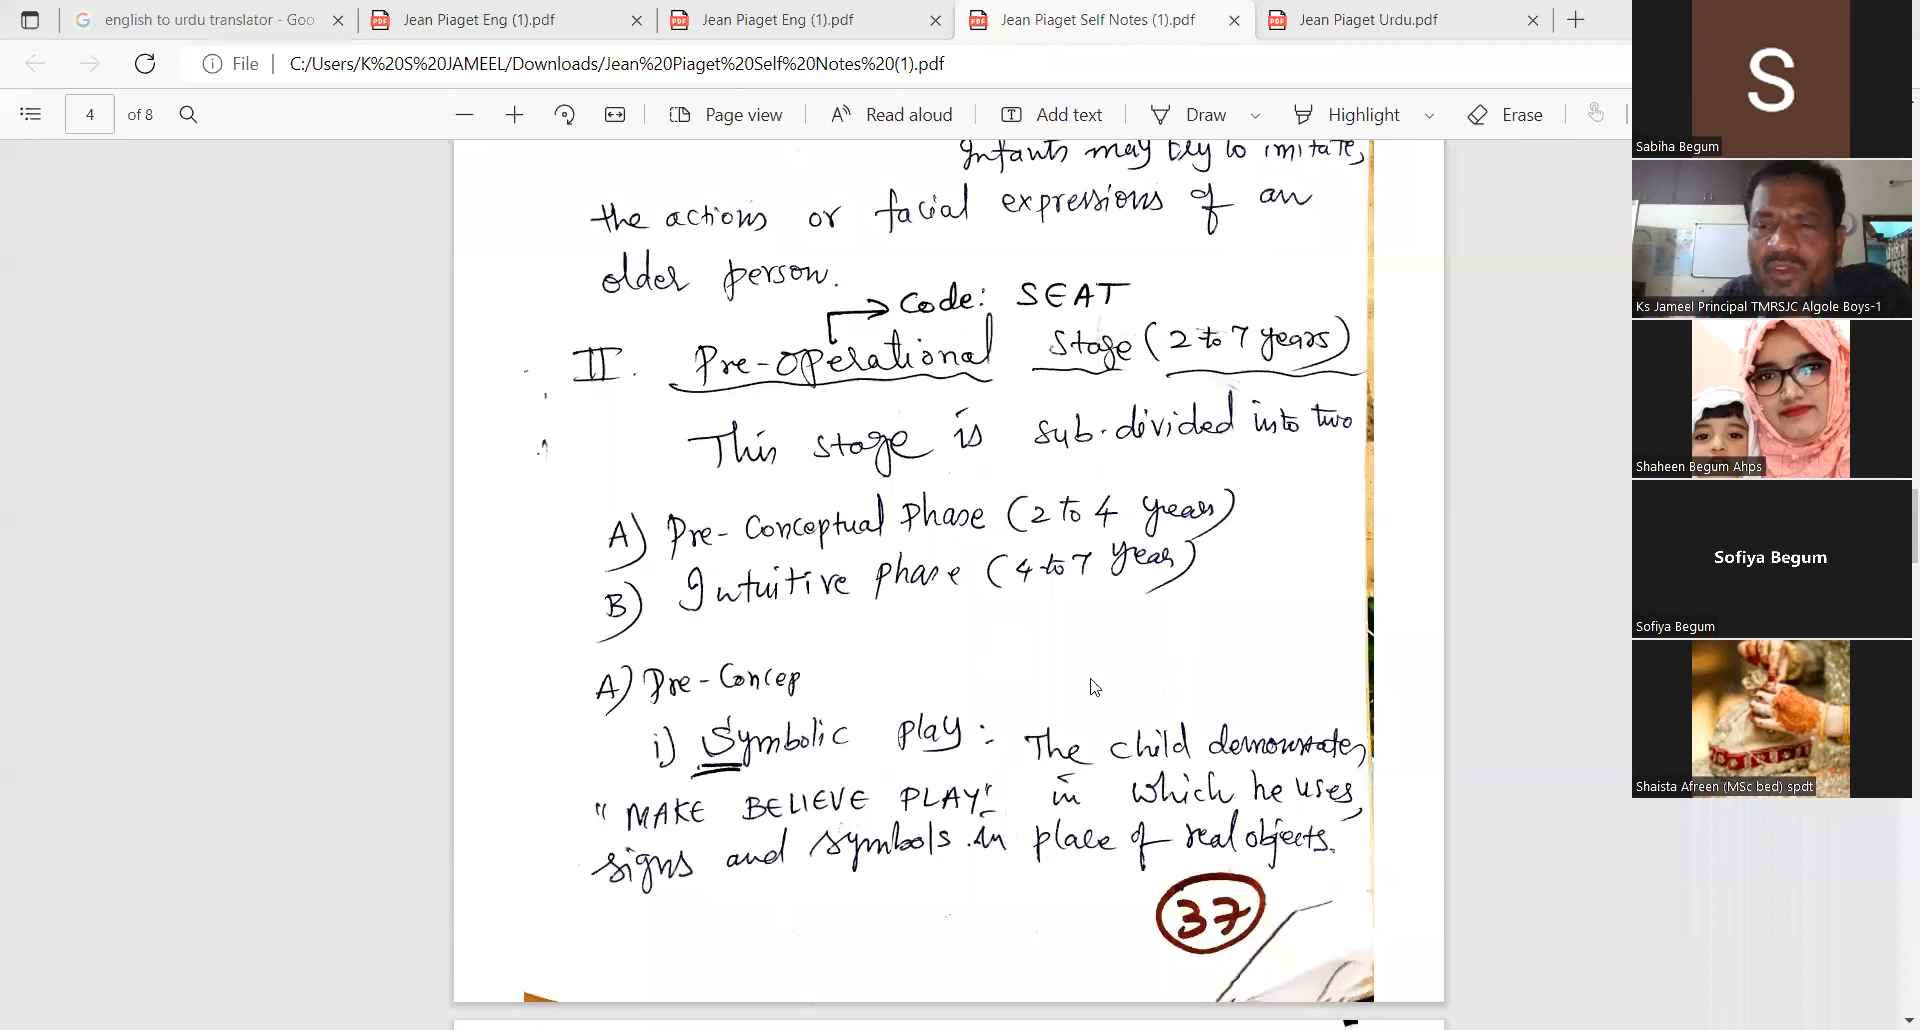 english to urdu translator - Goo
Jean Piaget Eng (1).pdf
Jean Piaget Eng (1).pdf
Jean Piaget Self Notes (1).pdf
Jean Piaget Urdu.pdf
File
C:/Users/K%20S%20JAMEEL/Downloads/Jean%20Piaget%20Self%20Notes%20(1).pdf
4 of 8
Page view
Read aloud
Add text
Draw
Highlight
Erase
Infants may try to imitate,
the actions or facial expressions of an
older person.
Code: SEAT
II. Pre-operational Stage (2 to 7 years)
This stage is sub-divided into two
A) Pre-Conceptual Phase (2 to 4 years)
B) Intuitive phase (4 to 7 years)
A) Pre-Concep
i) Symbolic play: The child demonstrates,
"MAKE BELIEVE PLAY" in which he uses,
signs and symbols in place of real objects.
37
S
Sabiha Begum
Ks Jameel Principal TMRSJC Algole Boys-1
Shaheen Begum Ahps
Sofiya Begum
Sofiya Begum
Shaista Afreen (MSc bed) spdt